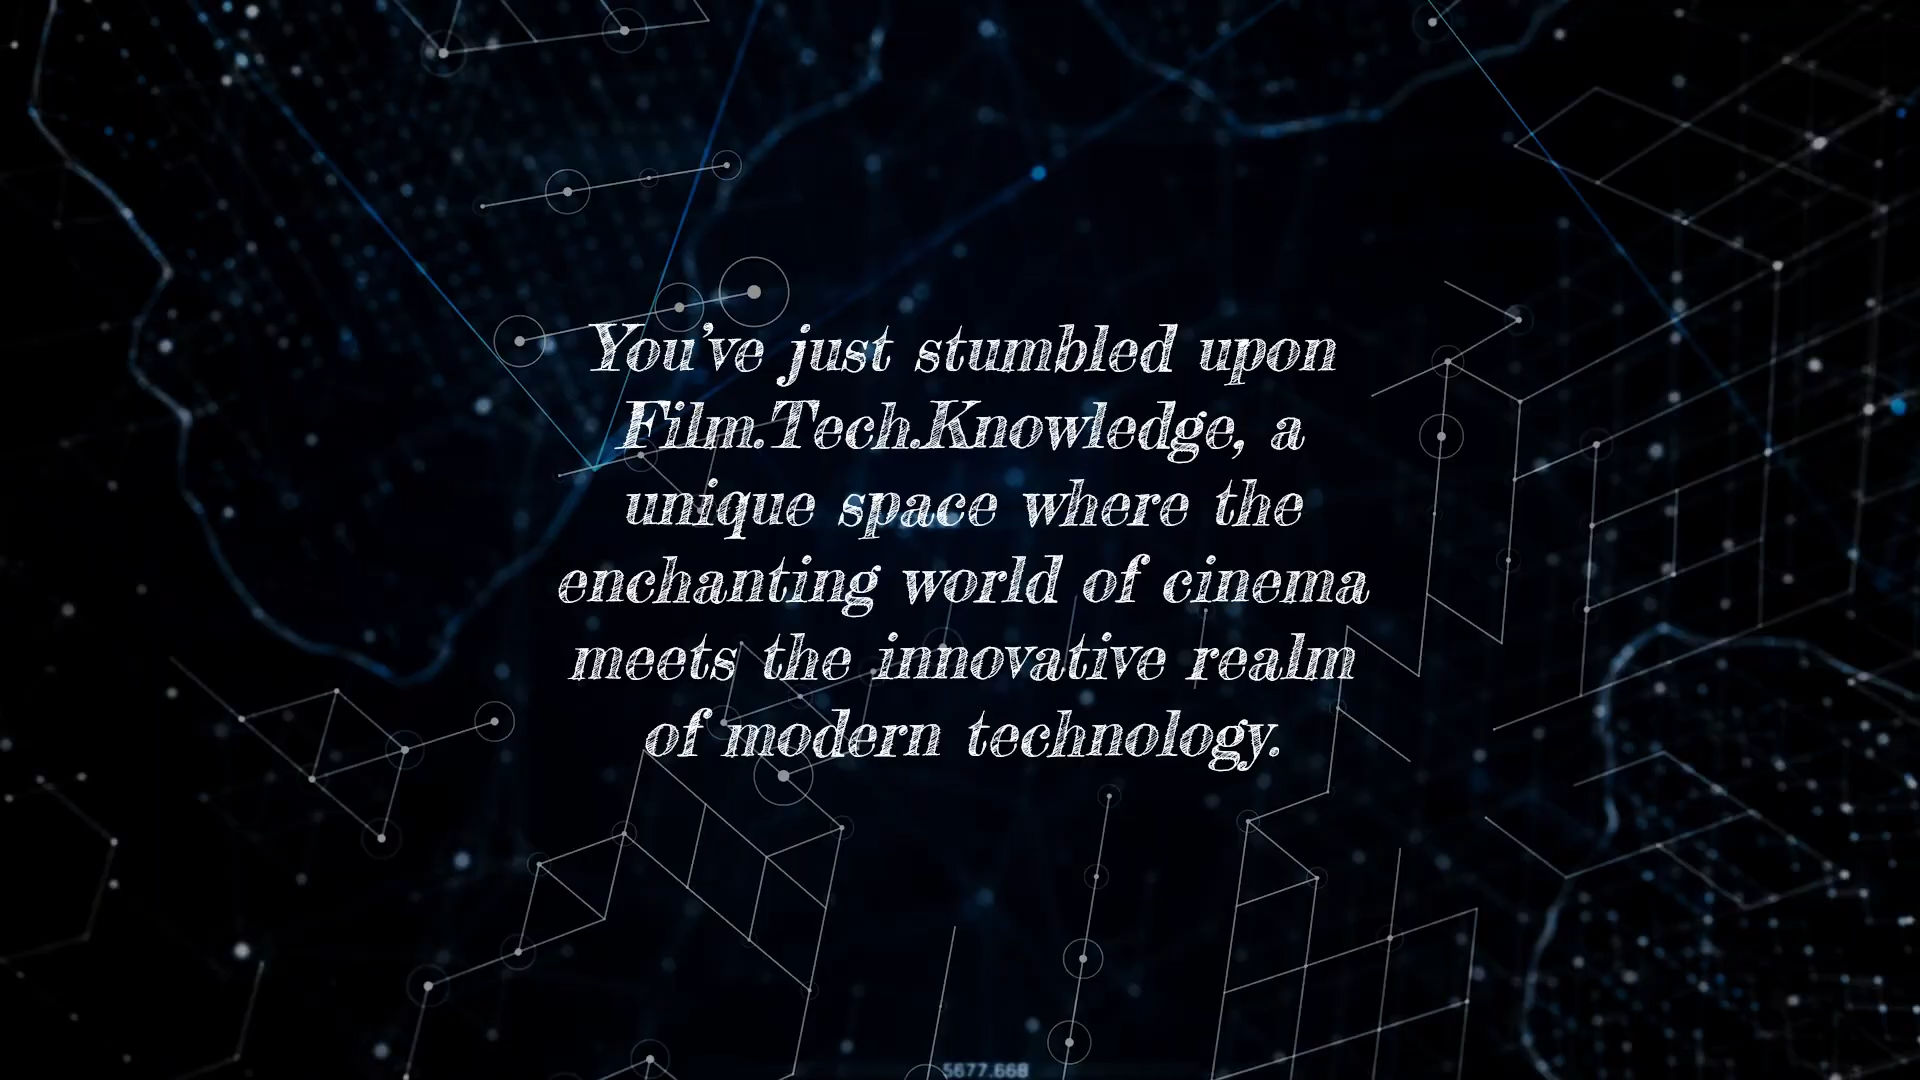 You've just stumbled upon
Film.Tech.Knowledge, a
unique space where the
enchanting world of cinema
meets the innovative realm
of modern technology.
5677.668